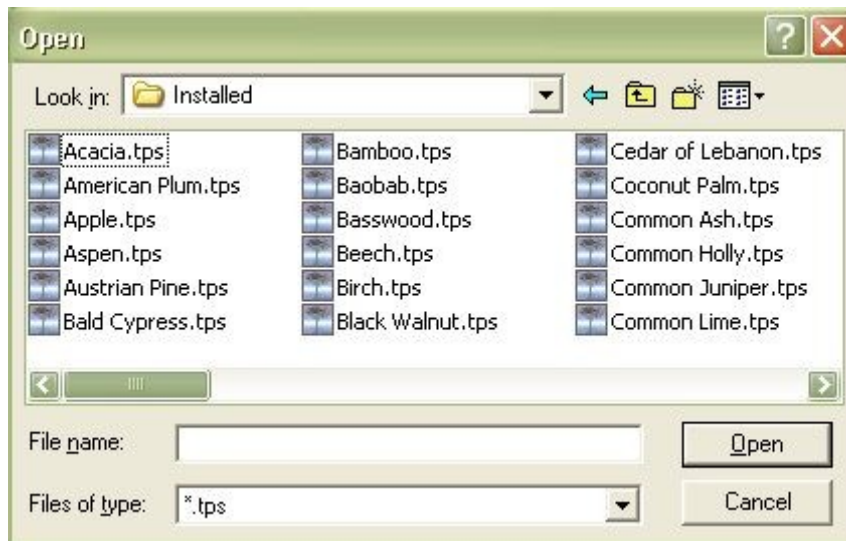 Open
Look in: Installed
Acacia.tps
American Plum.tps
Apple.tps
Aspen.tps
Austrian Pine.tps
Bald Cypress.tps
Bamboo.tps
Baobab.tps
Basswood.tps
Beech.tps
Birch.tps
Black Walnut.tps
Cedar of Lebanon.tps
Coconut Palm.tps
Common Ash.tps
Common Holly.tps
Common Juniper.tps
Common Lime.tps
File name:
Open
Files of type: *.tps
Cancel